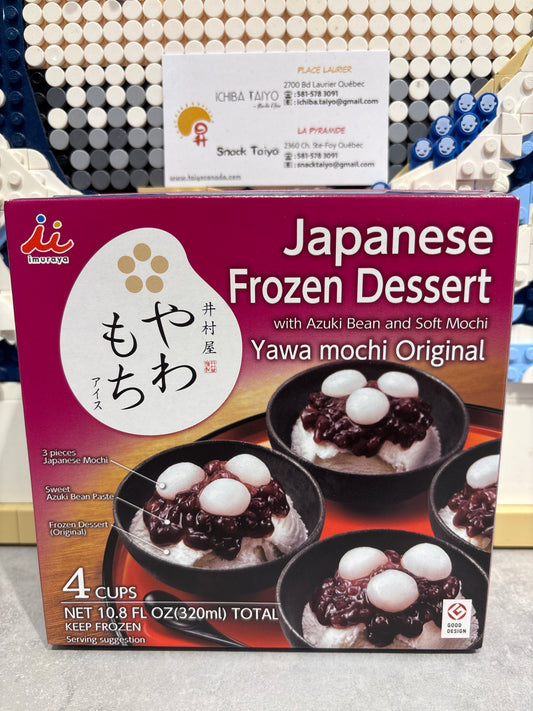 ICHIBA TAIYO
Snack Taiyo
www.taiyocanada.com
PLACE LAURIER
2700 Bd Laurier Québec
: 581-578 3091
: ichiba.taiyo@gmail.com
LA PYRAMIDE
2360 Ch. Ste-Foy Québec
: 581-578 3091
: snacktaiyo@gmail.com
imuraya
井村屋
やわ
もち
アイス
Japanese
Frozen Dessert
with Azuki Bean and Soft Mochi
Yawa mochi Original
3 pieces
Japanese Mochi
Sweet
Azuki Bean Paste
Frozen Dessert
(Original)
4 CUPS
NET 10.8 FL OZ(320ml) TOTAL
KEEP FROZEN
Serving suggestion
G
GOOD
DESIGN